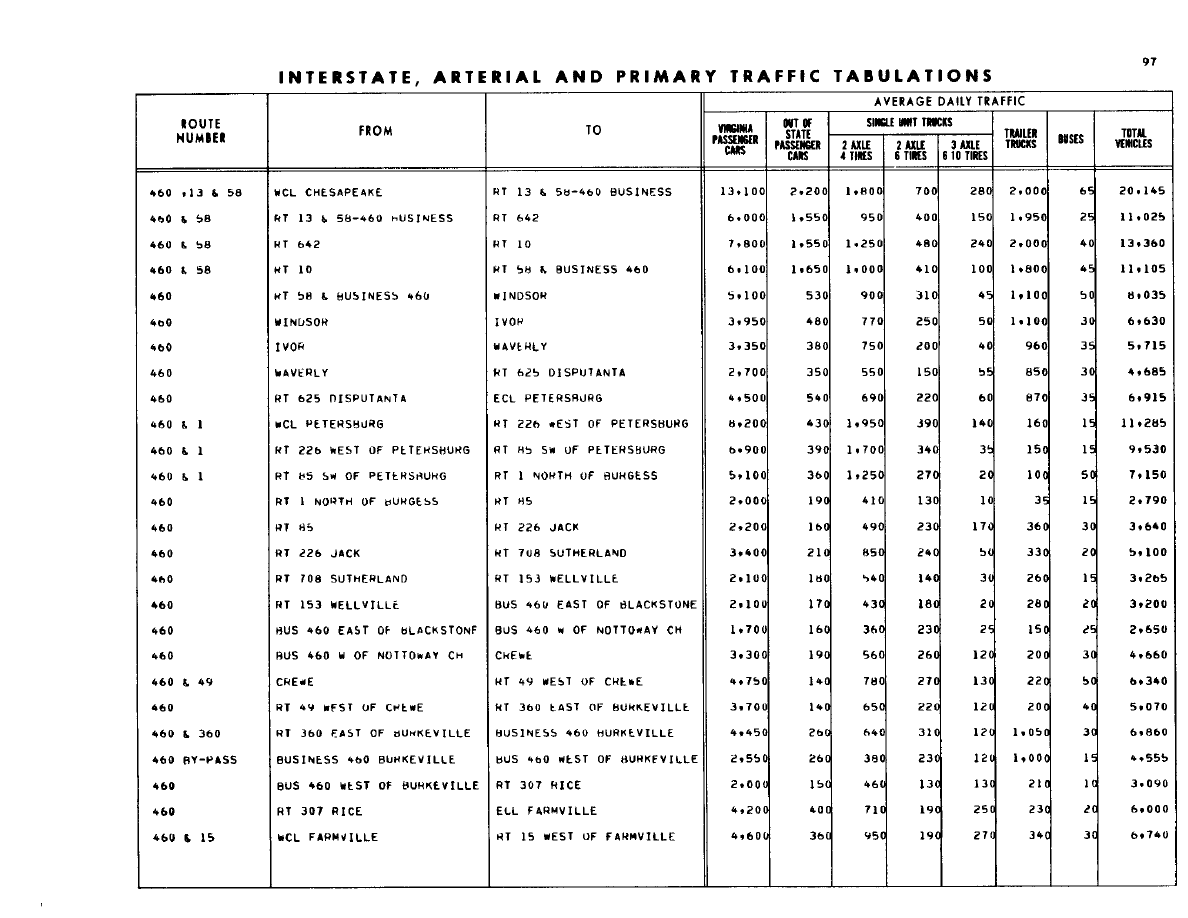 97
INTERSTATE, ARTERIAL AND PRIMARY TRAFFIC TABULATIONS
ROUTE NUMBER FROM TO AVERAGE DAILY TRAFFIC
VIRGINIA PASSENGER CARS OUT OF STATE PASSENGER CARS SINGLE UNIT TRUCKS 2 AXLE 4 TIRES 2 AXLE 6 TIRES 3 AXLE 6 10 TIRES TRAILER TRUCKS BUSES TOTAL VEHICLES
460 ,13 & 58 WCL CHESAPEAKE RT 13 & 58-460 BUSINESS 13,100 2,200 1,800 700 280 2,000 65 20,145
460 & 58 RT 13 & 58-460 BUSINESS RT 642 6,000 1,550 950 400 150 1,950 25 11,025
460 & 58 RT 642 RT 10 7,800 1,550 1,250 480 240 2,000 40 13,360
460 & 58 RT 10 RT 58 & BUSINESS 460 6,100 1,650 1,000 410 100 1,800 45 11,105
460 RT 58 & BUSINESS 460 WINDSOR 5,100 530 900 310 45 1,100 50 8,035
460 WINDSOR IVOR 3,950 480 770 250 50 1,100 30 6,630
460 IVOR WAVERLY 3,350 380 750 200 40 960 35 5,715
460 WAVERLY RT 625 DISPUTANTA 2,700 350 550 150 55 850 30 4,685
460 RT 625 DISPUTANTA ECL PETERSBURG 4,500 540 690 220 60 870 35 6,915
460 & 1 WCL PETERSBURG RT 226 WEST OF PETERSBURG 8,200 430 1,950 390 140 160 15 11,285
460 & 1 RT 226 WEST OF PETERSBURG RT 85 SW OF PETERSBURG 6,900 390 1,700 340 35 150 15 9,530
460 & 1 RT 85 SW OF PETERSBURG RT 1 NORTH OF BURGESS 5,100 360 1,250 270 20 100 50 7,150
460 RT 1 NORTH OF BURGESS RT 85 2,000 190 410 130 10 35 15 2,790
460 RT 85 RT 226 JACK 2,200 160 490 230 170 360 30 3,640
460 RT 226 JACK RT 708 SUTHERLAND 3,400 210 850 240 50 330 20 5,100
460 RT 708 SUTHERLAND RT 153 WELLVILLE 2,100 180 540 140 30 260 15 3,265
460 RT 153 WELLVILLE BUS 460 EAST OF BLACKSTONE 2,100 170 430 180 20 280 20 3,200
460 BUS 460 EAST OF BLACKSTONE BUS 460 W OF NOTTOWAY CH 1,700 160 360 230 25 150 25 2,650
460 BUS 460 W OF NOTTOWAY CH CREWE 3,300 190 560 260 120 200 30 4,660
460 & 49 CREWE RT 49 WEST OF CREWE 4,750 140 780 270 130 220 50 6,340
460 RT 49 WEST OF CREWE RT 360 EAST OF BURKEVILLE 3,700 140 650 220 120 200 40 5,070
460 & 360 RT 360 EAST OF BURKEVILLE BUSINESS 460 BURKEVILLE 4,450 260 640 310 120 1,050 30 6,860
460 BY-PASS BUSINESS 460 BURKEVILLE BUS 460 WEST OF BURKEVILLE 2,550 260 380 230 120 1,000 15 4,555
460 BUS 460 WEST OF BURKEVILLE RT 307 RICE 2,000 150 460 130 130 210 10 3,090
460 RT 307 RICE ELL FARMVILLE 4,200 400 710 190 250 230 20 6,000
460 & 15 WCL FARMVILLE RT 15 WEST OF FARMVILLE 4,600 360 950 190 270 340 30 6,740